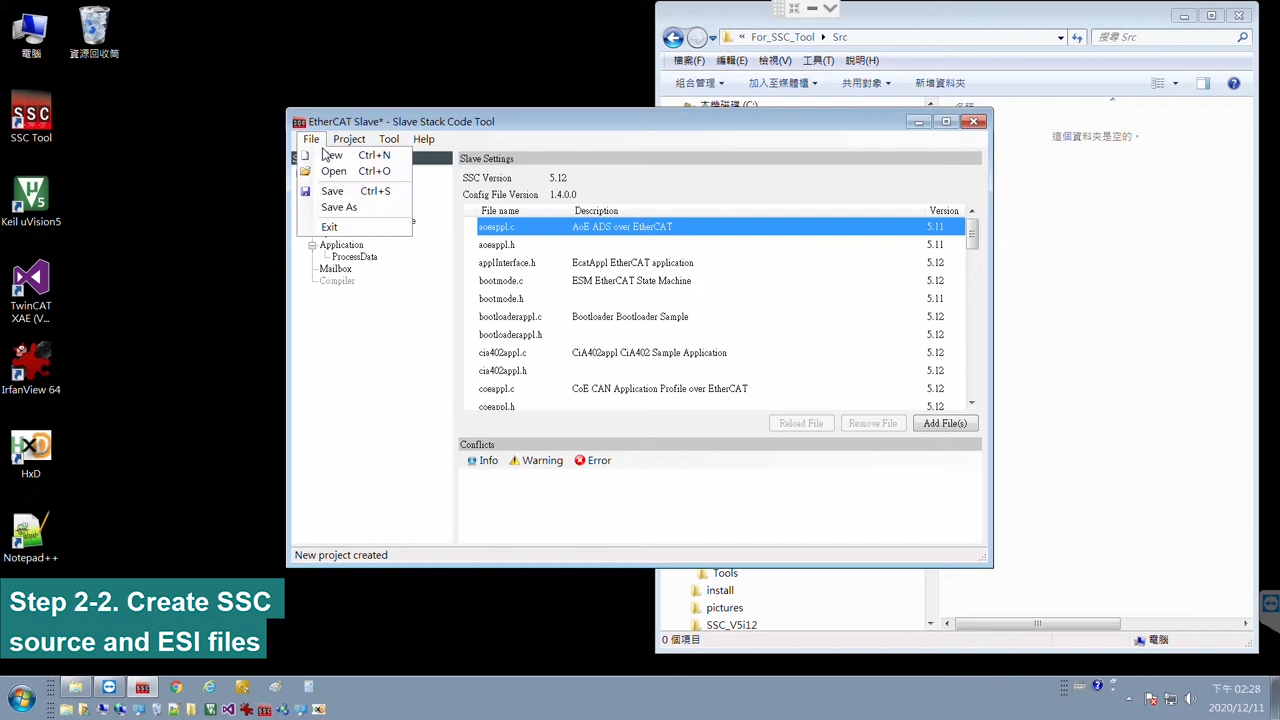 電腦
資源回收筒
SSC Tool
Keil uVision5
TwinCAT
XAE (V...
IrfanView 64
HxD
Notepad++
For_SSC_Tool
Src
搜尋 Src
檔案(F)
編輯(E)
檢視(V)
工具(T)
說明(H)
組合管理
加入至媒體櫃
共用對象
新增資料夾
這個資料夾是空的。
EtherCAT Slave* - Slave Stack Code Tool
File
Project
Tool
Help
Ctrl+N
Open
Ctrl+O
Save
Ctrl+S
Save As
Exit
Application
ProcessData
Mailbox
Compiler
Slave Settings
SSC Version
5.12
Config File Version
1.4.0.0
File name
Description
Version
aoeappl.c
AoE ADS over EtherCAT
5.11
aoeappl.h
5.11
applInterface.h
EcatAppl EtherCAT application
5.12
bootmode.c
ESM EtherCAT State Machine
5.12
bootmode.h
5.11
bootloaderappl.c
Bootloader Bootloader Sample
5.12
bootloaderappl.h
5.12
cia402appl.c
CiA402appl CiA402 Sample Application
5.12
cia402appl.h
5.12
coeappl.c
CoE CAN Application Profile over EtherCAT
5.12
coeappl.h
5.12
Reload File
Remove File
Add File(s)
Conflicts
Info
Warning
Error
New project created
Tools
install
pictures
SSC_V5i12
0 個項目
電腦
Step 2-2. Create SSC
source and ESI files
下午 02:28
2020/12/11